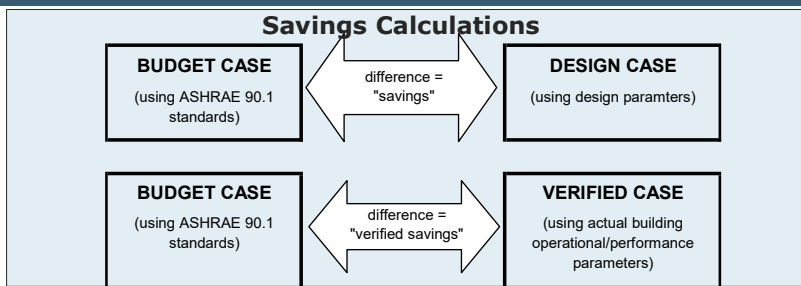 Savings Calculations
BUDGET CASE
(using ASHRAE 90.1
standards)
difference =
"savings"
DESIGN CASE
(using design paramters)
BUDGET CASE
(using ASHRAE 90.1
standards)
difference =
"verified savings"
VERIFIED CASE
(using actual building
operational/performance
parameters)